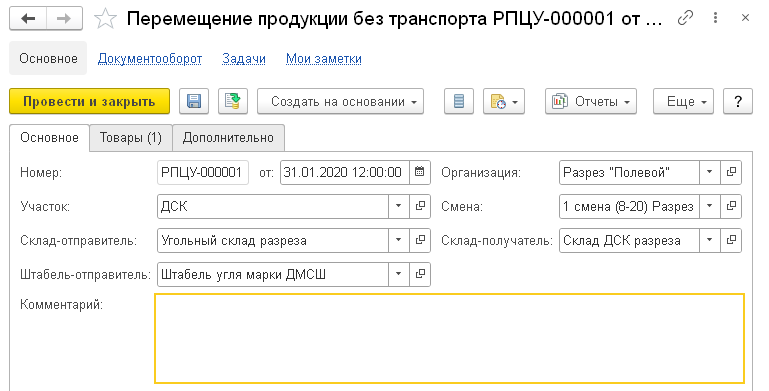 Перемещение продукции без транспорта РПЦУ-000001 от ...
Основное Документооборот Задачи Мои заметки
Провести и закрыть Создать на основании Отчеты Еще ?
Основное Товары (1) Дополнительно
Номер: РПЦУ-000001 от: 31.01.2020 12:00:00 Организация: Разрез "Полевой"
Участок: ДСК Смена: 1 смена (8-20) Разрез
Склад-отправитель: Угольный склад разреза Склад-получатель: Склад ДСК разреза
Штабель-отправитель: Штабель угля марки ДМСШ
Комментарий: